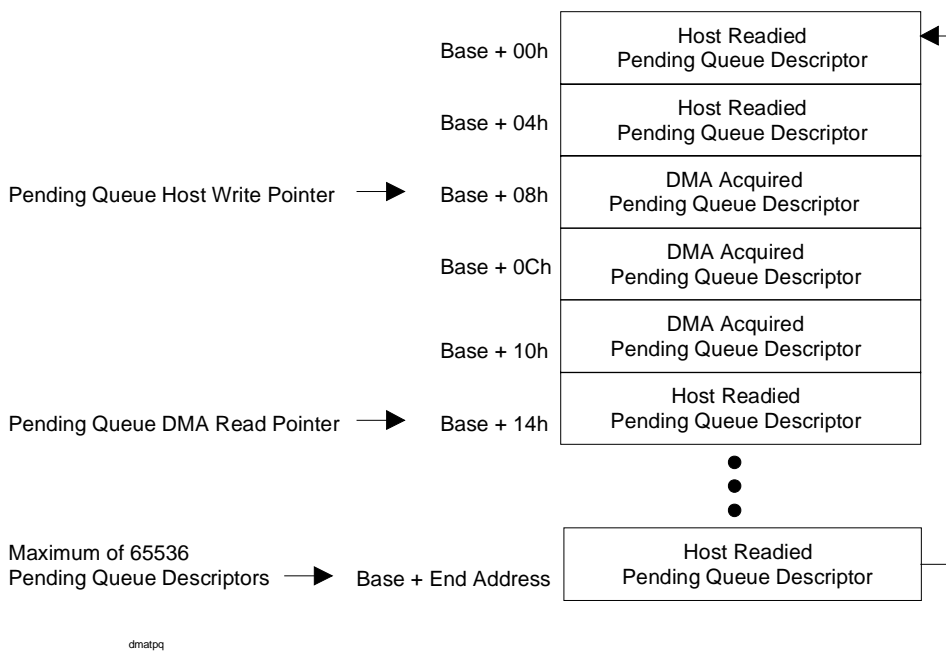 Base + 00h
Host Readied
Pending Queue Descriptor
Base + 04h
Host Readied
Pending Queue Descriptor
Pending Queue Host Write Pointer
Base + 08h
DMA Acquired
Pending Queue Descriptor
Base + 0Ch
DMA Acquired
Pending Queue Descriptor
Base + 10h
DMA Acquired
Pending Queue Descriptor
Pending Queue DMA Read Pointer
Base + 14h
Host Readied
Pending Queue Descriptor
Maximum of 65536
Pending Queue Descriptors
Base + End Address
Host Readied
Pending Queue Descriptor
dmatpq